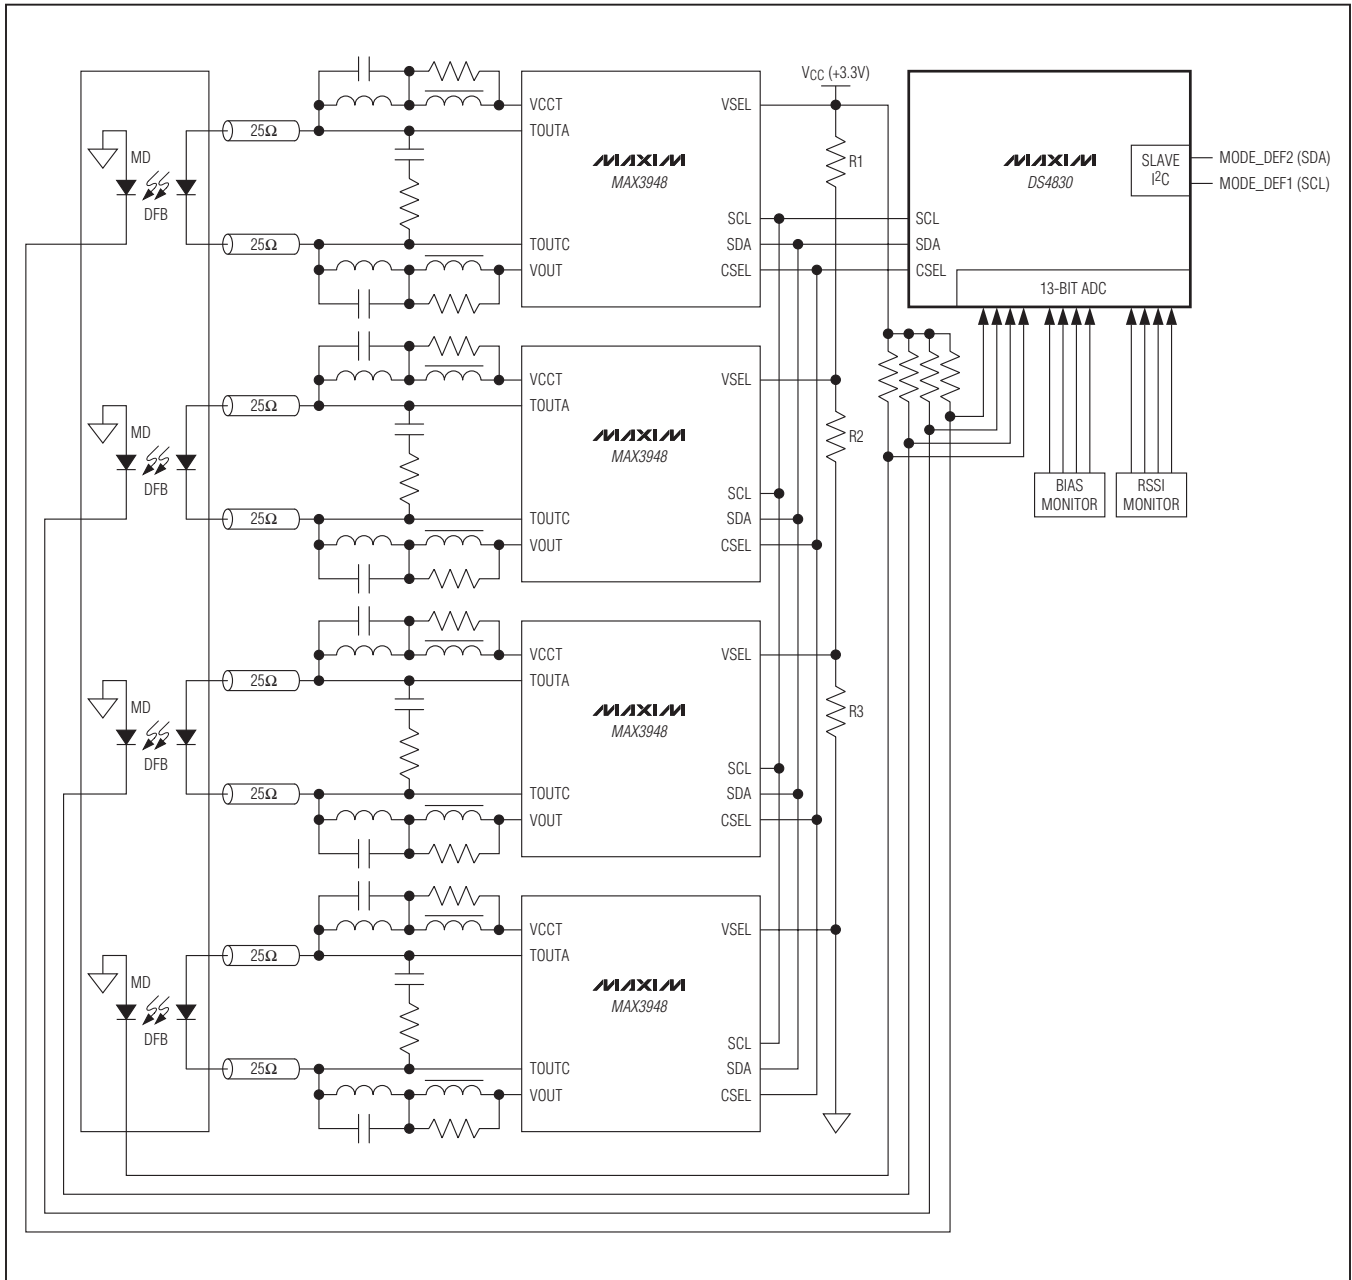 VCC (+3.3V)
VCCT
VSEL
25Ω
TOUTA
R1
MD
MAXIM
MAX3948
MAXIM
DS4830
SLAVE
I²C
MODE_DEF2 (SDA)
MODE_DEF1 (SCL)
DFB
SCL
SCL
25Ω
TOUTC
SDA
SDA
VOUT
CSEL
CSEL
13-BIT ADC
VCCT
VSEL
25Ω
TOUTA
MD
MAXIM
MAX3948
R2
DFB
SCL
BIAS
MONITOR
RSSI
MONITOR
25Ω
TOUTC
SDA
VOUT
CSEL
VCCT
VSEL
25Ω
TOUTA
MD
MAXIM
MAX3948
R3
DFB
SCL
25Ω
TOUTC
SDA
VOUT
CSEL
VCCT
VSEL
25Ω
TOUTA
MD
MAXIM
MAX3948
DFB
SCL
25Ω
TOUTC
SDA
VOUT
CSEL